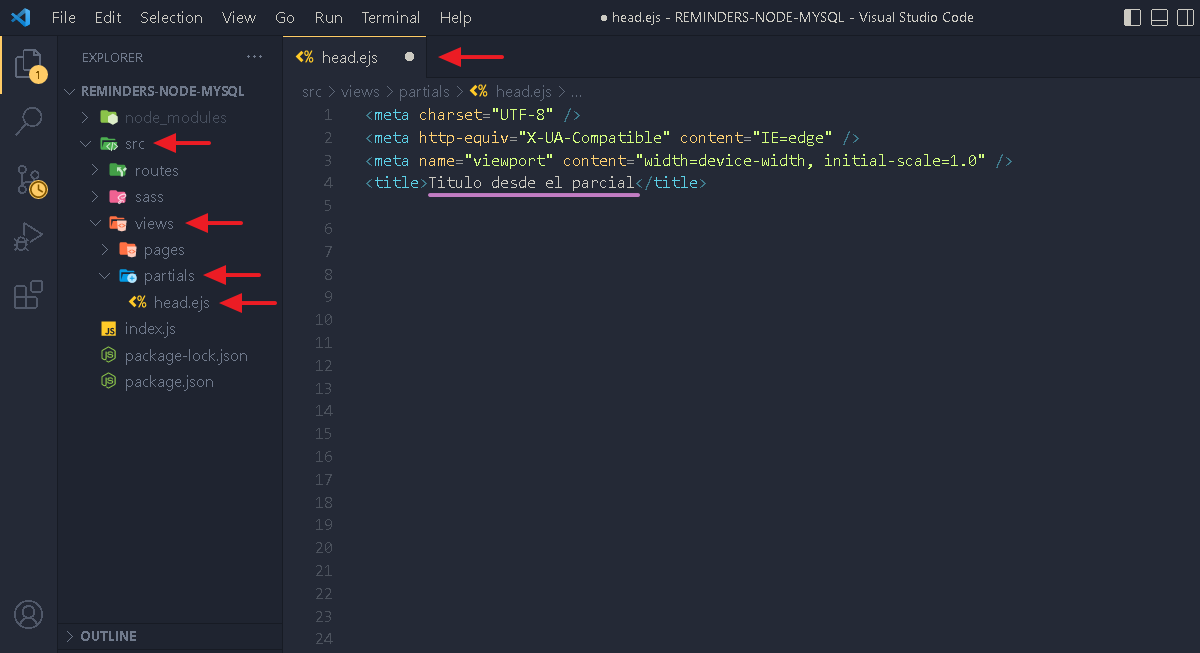 File Edit Selection View Go Run Terminal Help
● head.ejs - REMINDERS-NODE-MYSQL - Visual Studio Code
EXPLORER ···
1
REMINDERS-NODE-MYSQL
node_modules
src
routes
sass
views
pages
partials
<% head.ejs
JS index.js
package-lock.json
package.json
OUTLINE
<% head.ejs ●
src > views > partials > <% head.ejs > ...
1 <meta charset="UTF-8" />
2 <meta http-equiv="X-UA-Compatible" content="IE=edge" />
3 <meta name="viewport" content="width=device-width, initial-scale=1.0" />
4 <title>Titulo desde el parcial</title>
5
6
7
8
9
10
11
12
13
14
15
16
17
18
19
20
21
22
23
24